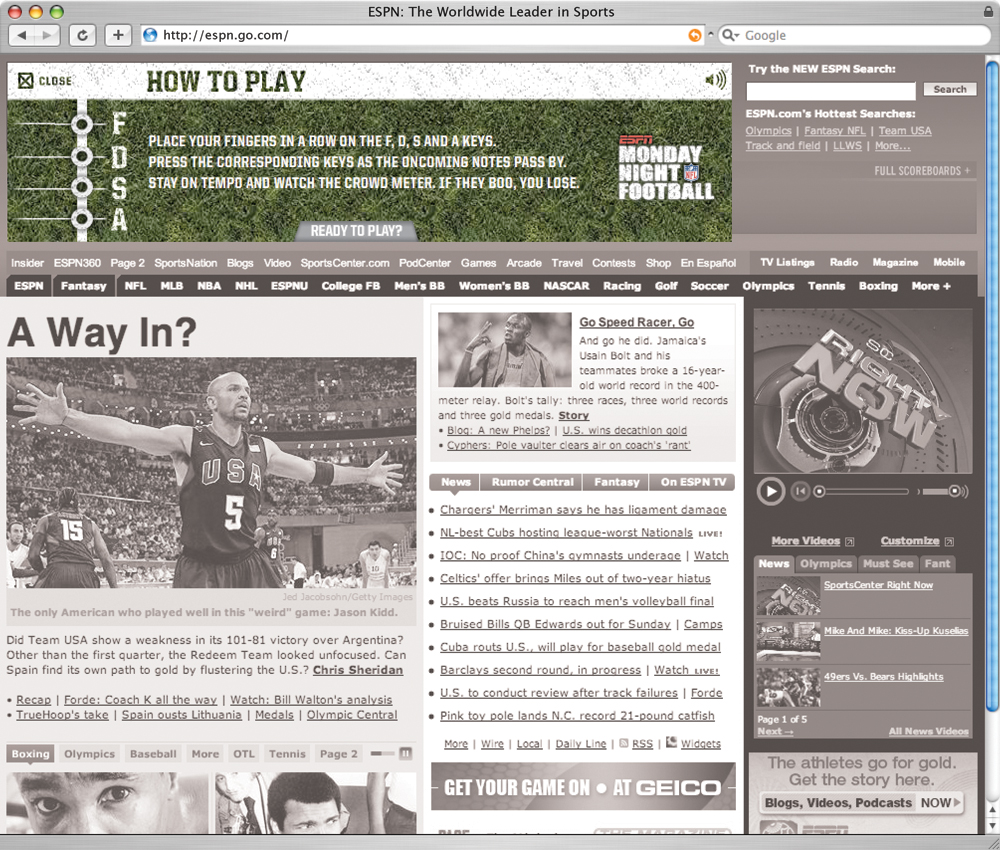 ESPN: The Worldwide Leader in Sports
http://espn.go.com/
Google
CLOSE
HOW TO PLAY
F
D
S
A
PLACE YOUR FINGERS IN A ROW ON THE F, D, S AND A KEYS.
PRESS THE CORRESPONDING KEYS AS THE ONCOMING NOTES PASS BY.
STAY ON TEMPO AND WATCH THE CROWD METER. IF THEY BOO, YOU LOSE.
ESPN
MONDAY
NIGHT
FOOTBALL
NFL
READY TO PLAY?
Try the NEW ESPN Search:
Search
ESPN.com's Hottest Searches:
Olympics | Fantasy NFL | Team USA
Track and field | LLWS | More...
FULL SCOREBOARDS +
Insider ESPN360 Page 2 SportsNation Blogs Video SportsCenter.com PodCenter Games Arcade Travel Contests Shop En Español TV Listings Radio Magazine Mobile
ESPN Fantasy NFL MLB NBA NHL ESPNU College FB Men's BB Women's BB NASCAR Racing Golf Soccer Olympics Tennis Boxing More +
A Way In?
USA
5
15
6
10
Jed Jacobsohn/Getty Images
The only American who played well in this "weird" game: Jason Kidd.
Did Team USA show a weakness in its 101-81 victory over Argentina?
Other than the first quarter, the Redeem Team looked unfocused. Can
Spain find its own path to gold by flustering the U.S.? Chris Sheridan
• Recap | Forde: Coach K all the way | Watch: Bill Walton's analysis
• TrueHoop's take | Spain ousts Lithuania | Medals | Olympic Central
Boxing Olympics Baseball More OTL Tennis Page 2
Go Speed Racer, Go
And go he did. Jamaica's
Usain Bolt and his
teammates broke a 16-year-
old world record in the 400-
meter relay. Bolt's tally: three races, three world records
and three gold medals. Story
• Blog: A new Phelps? | U.S. wins decathlon gold
• Cyphers: Pole vaulter clears air on coach's 'rant'
News Rumor Central Fantasy On ESPN TV
• Chargers' Merriman says he has ligament damage
• NL-best Cubs hosting league-worst Nationals LIVE!
• IOC: No proof China's gymnasts underage | Watch
• Celtics' offer brings Miles out of two-year hiatus
• U.S. beats Russia to reach men's volleyball final
• Bruised Bills QB Edwards out for Sunday | Camps
• Cuba routs U.S., will play for baseball gold medal
• Barclays second round, in progress | Watch LIVE!
• U.S. to conduct review after track failures | Forde
• Pink toy pole lands N.C. record 21-pound catfish
More | Wire | Local | Daily Line | RSS | Widgets
GET YOUR GAME ON • AT GEICO
THE MAGAZINE
SC
RIGHT
NOW
More Videos Customize
News Olympics Must See Fant
SportsCenter Right Now
Mike And Mike: Kiss-Up Kuselias
49ers Vs. Bears Highlights
Page 1 of 5
Next → All News Videos
The athletes go for gold.
Get the story here.
Blogs, Videos, Podcasts NOW